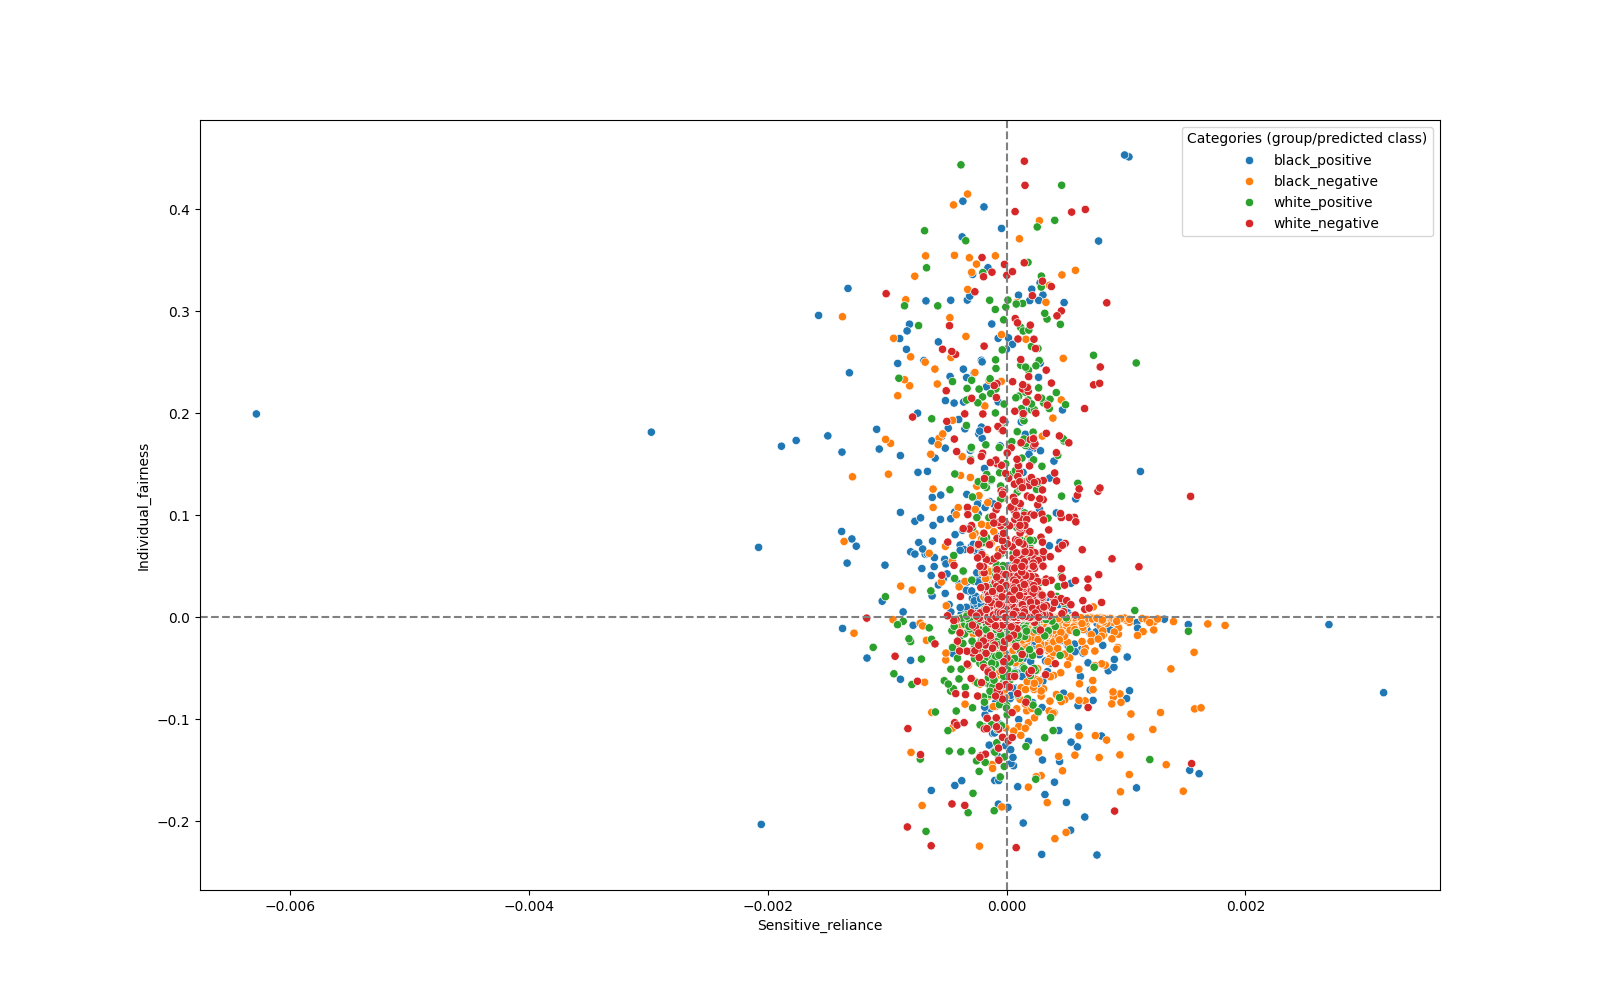 Categories (group/predicted class)
black_positive
black_negative
white_positive
white_negative
0.4
0.3
0.2
0.1
0.0
−0.1
−0.2
Individual_fairness
−0.006
−0.004
−0.002
0.000
0.002
Sensitive_reliance